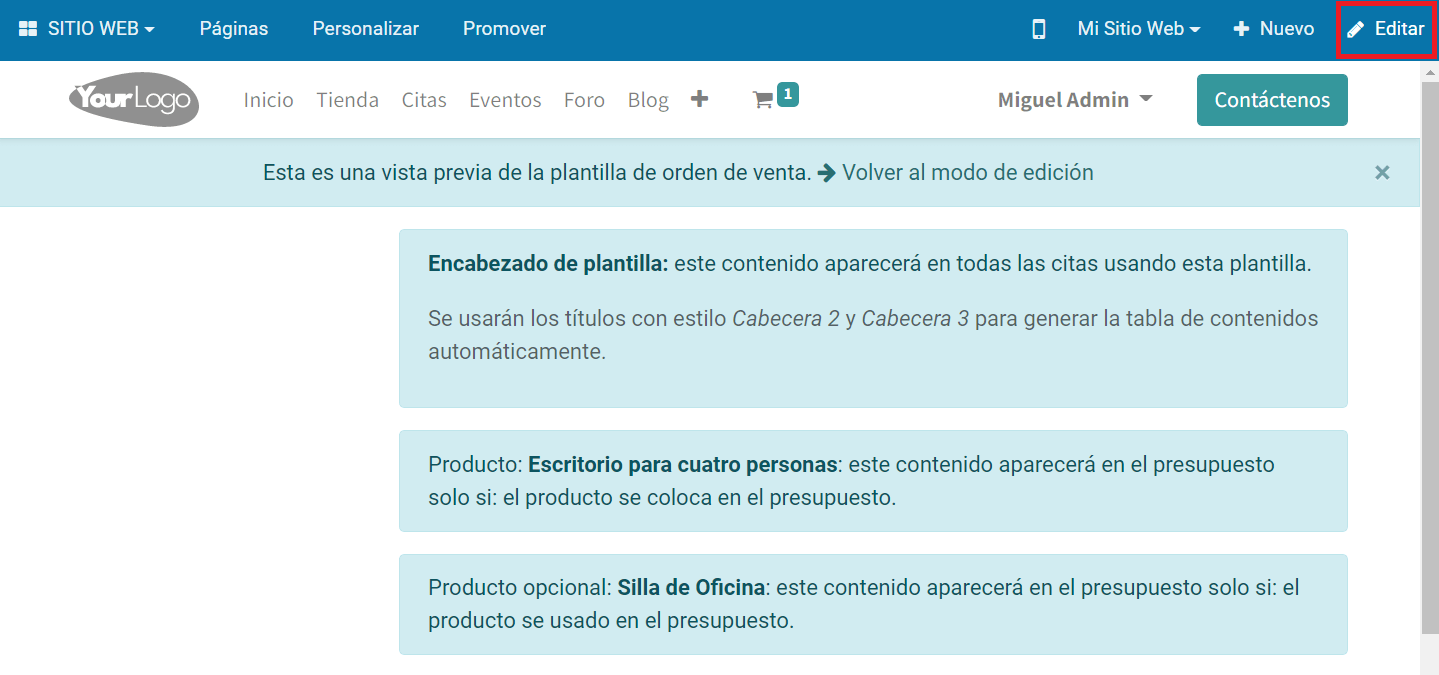 SITIO WEB Páginas Personalizar Promover Mi Sitio Web Nuevo Editar
YourLogo Inicio Tienda Citas Eventos Foro Blog 1 Miguel Admin Contáctenos
Esta es una vista previa de la plantilla de orden de venta. Volver al modo de edición ×
Encabezado de plantilla: este contenido aparecerá en todas las citas usando esta plantilla.
Se usarán los títulos con estilo Cabecera 2 y Cabecera 3 para generar la tabla de contenidos
automáticamente.
Producto: Escritorio para cuatro personas: este contenido aparecerá en el presupuesto
solo si: el producto se coloca en el presupuesto.
Producto opcional: Silla de Oficina: este contenido aparecerá en el presupuesto solo si: el
producto se usado en el presupuesto.